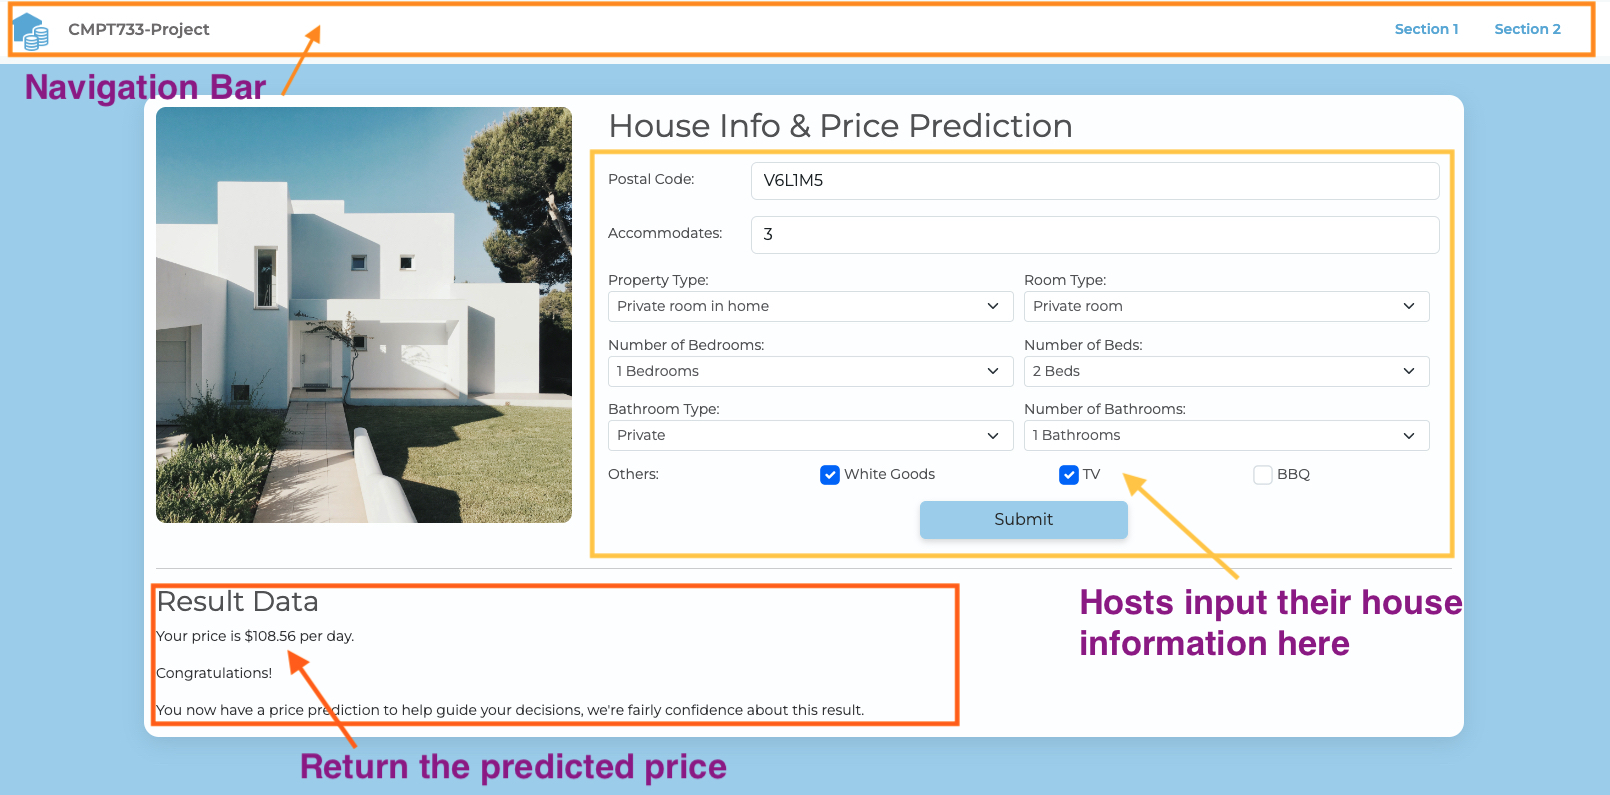 CMPT733-Project
Section 1 Section 2
Navigation Bar
House Info & Price Prediction
Postal Code: V6L1M5
Accommodates: 3
Property Type: Room Type:
Private room in home Private room
Number of Bedrooms: Number of Beds:
1 Bedrooms 2 Beds
Bathroom Type: Number of Bathrooms:
Private 1 Bathrooms
Others: White Goods TV BBQ
Submit
Hosts input their house
information here
Result Data
Your price is $108.56 per day.
Congratulations!
You now have a price prediction to help guide your decisions, we're fairly confidence about this result.
Return the predicted price